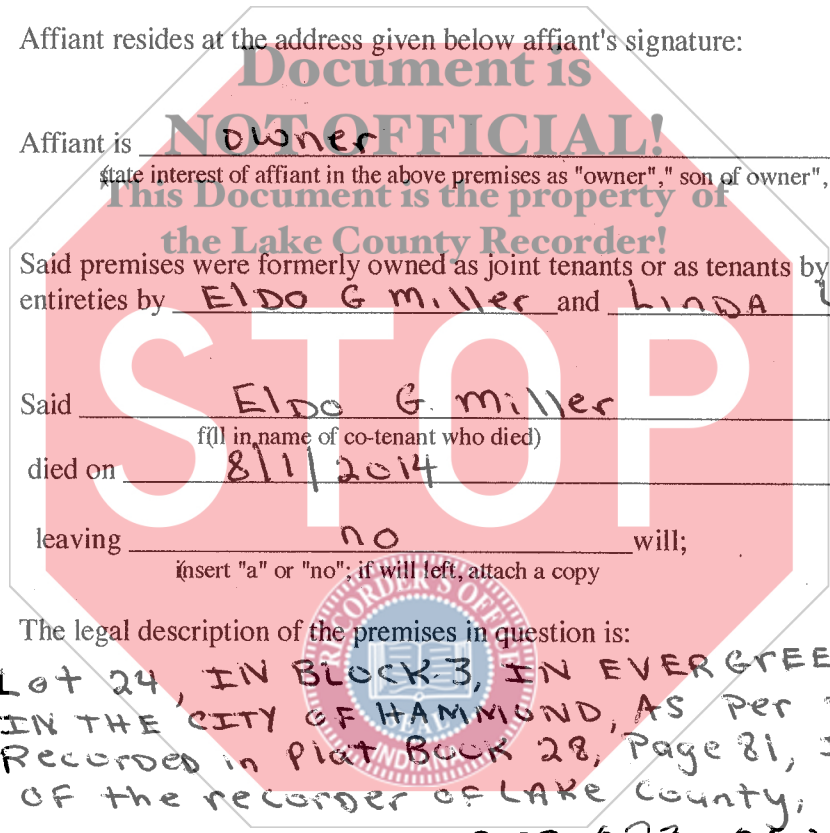 Affiant resides at the address given below affiant's signature:
Document is
Affiant is owner
NOT OFFICIAL!
state interest of affiant in the above premises as "owner"," son of owner",
This Document is the property of
the Lake County Recorder!
Said premises were formerly owned as joint tenants or as tenants by
entireties by ElDO G Miller and LINDA
STOP
Said ElDO G. Miller
f(ll in name of co-tenant who died)
died on 8/1/2014
leaving no will;
insert "a" or "no"; if will left, attach a copy
RECORDER'S OFFICE
The legal description of the premises in question is:
Lot 24, IN BLOCK 3, IN EVERGREE
IN THE CITY OF HAMMOND, AS Per
Recorded in Plat Book 28, Page 81,
OF the recorder OF LAKE County,
INDIANA